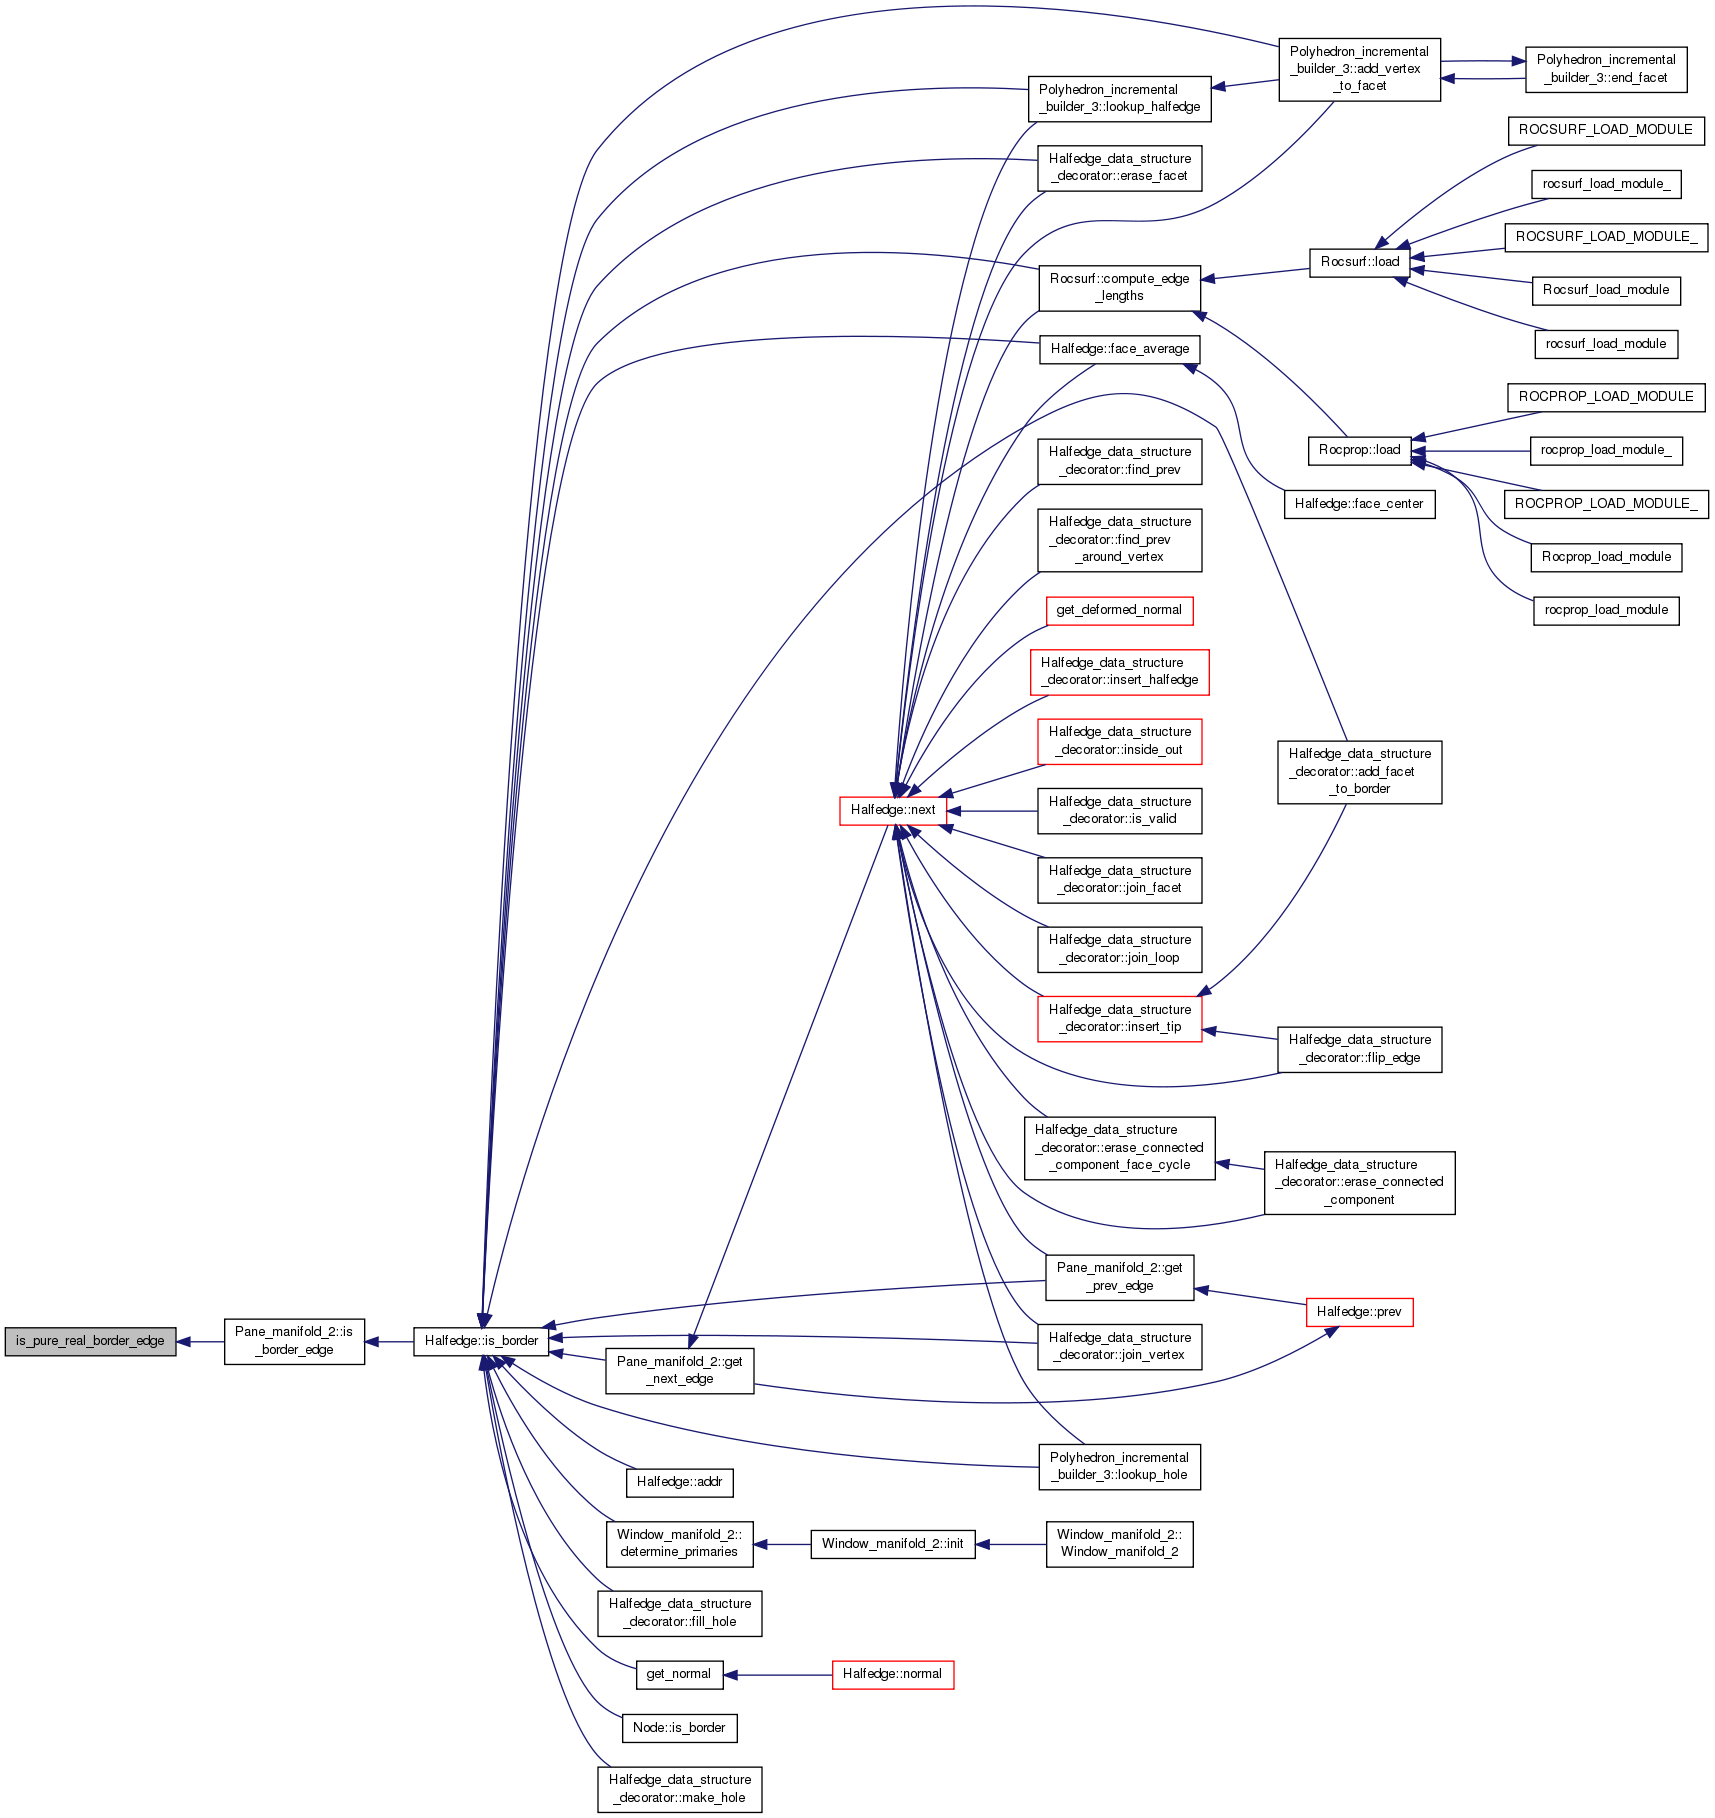 is_pure_real_border_edge
Pane_manifold_2::is
_border_edge
Halfedge::is_border
Polyhedron_incremental
_builder_3::add_vertex
_to_facet
Polyhedron_incremental
_builder_3::end_facet
Polyhedron_incremental
_builder_3::lookup_halfedge
Halfedge_data_structure
_decorator::erase_facet
Rocsurf::compute_edge
_lengths
Rocsurf::load
ROCSURF_LOAD_MODULE
rocsurf_load_module_
ROCSURF_LOAD_MODULE_
Rocsurf_load_module
rocsurf_load_module
Rocprop::load
ROCPROP_LOAD_MODULE
rocprop_load_module_
ROCPROP_LOAD_MODULE_
Rocprop_load_module
rocprop_load_module
Halfedge::face_average
Halfedge::face_center
Halfedge_data_structure
_decorator::find_prev
Halfedge_data_structure
_decorator::find_prev
_around_vertex
get_deformed_normal
Halfedge_data_structure
_decorator::insert_halfedge
Halfedge_data_structure
_decorator::inside_out
Halfedge::next
Halfedge_data_structure
_decorator::is_valid
Halfedge_data_structure
_decorator::add_facet
_to_border
Halfedge_data_structure
_decorator::join_facet
Halfedge_data_structure
_decorator::join_loop
Halfedge_data_structure
_decorator::insert_tip
Halfedge_data_structure
_decorator::flip_edge
Halfedge_data_structure
_decorator::erase_connected
_component_face_cycle
Halfedge_data_structure
_decorator::erase_connected
_component
Pane_manifold_2::get
_prev_edge
Halfedge::prev
Halfedge_data_structure
_decorator::join_vertex
Pane_manifold_2::get
_next_edge
Polyhedron_incremental
_builder_3::lookup_hole
Halfedge::addr
Window_manifold_2::
determine_primaries
Window_manifold_2::init
Window_manifold_2::
Window_manifold_2
Halfedge_data_structure
_decorator::fill_hole
get_normal
Halfedge::normal
Node::is_border
Halfedge_data_structure
_decorator::make_hole